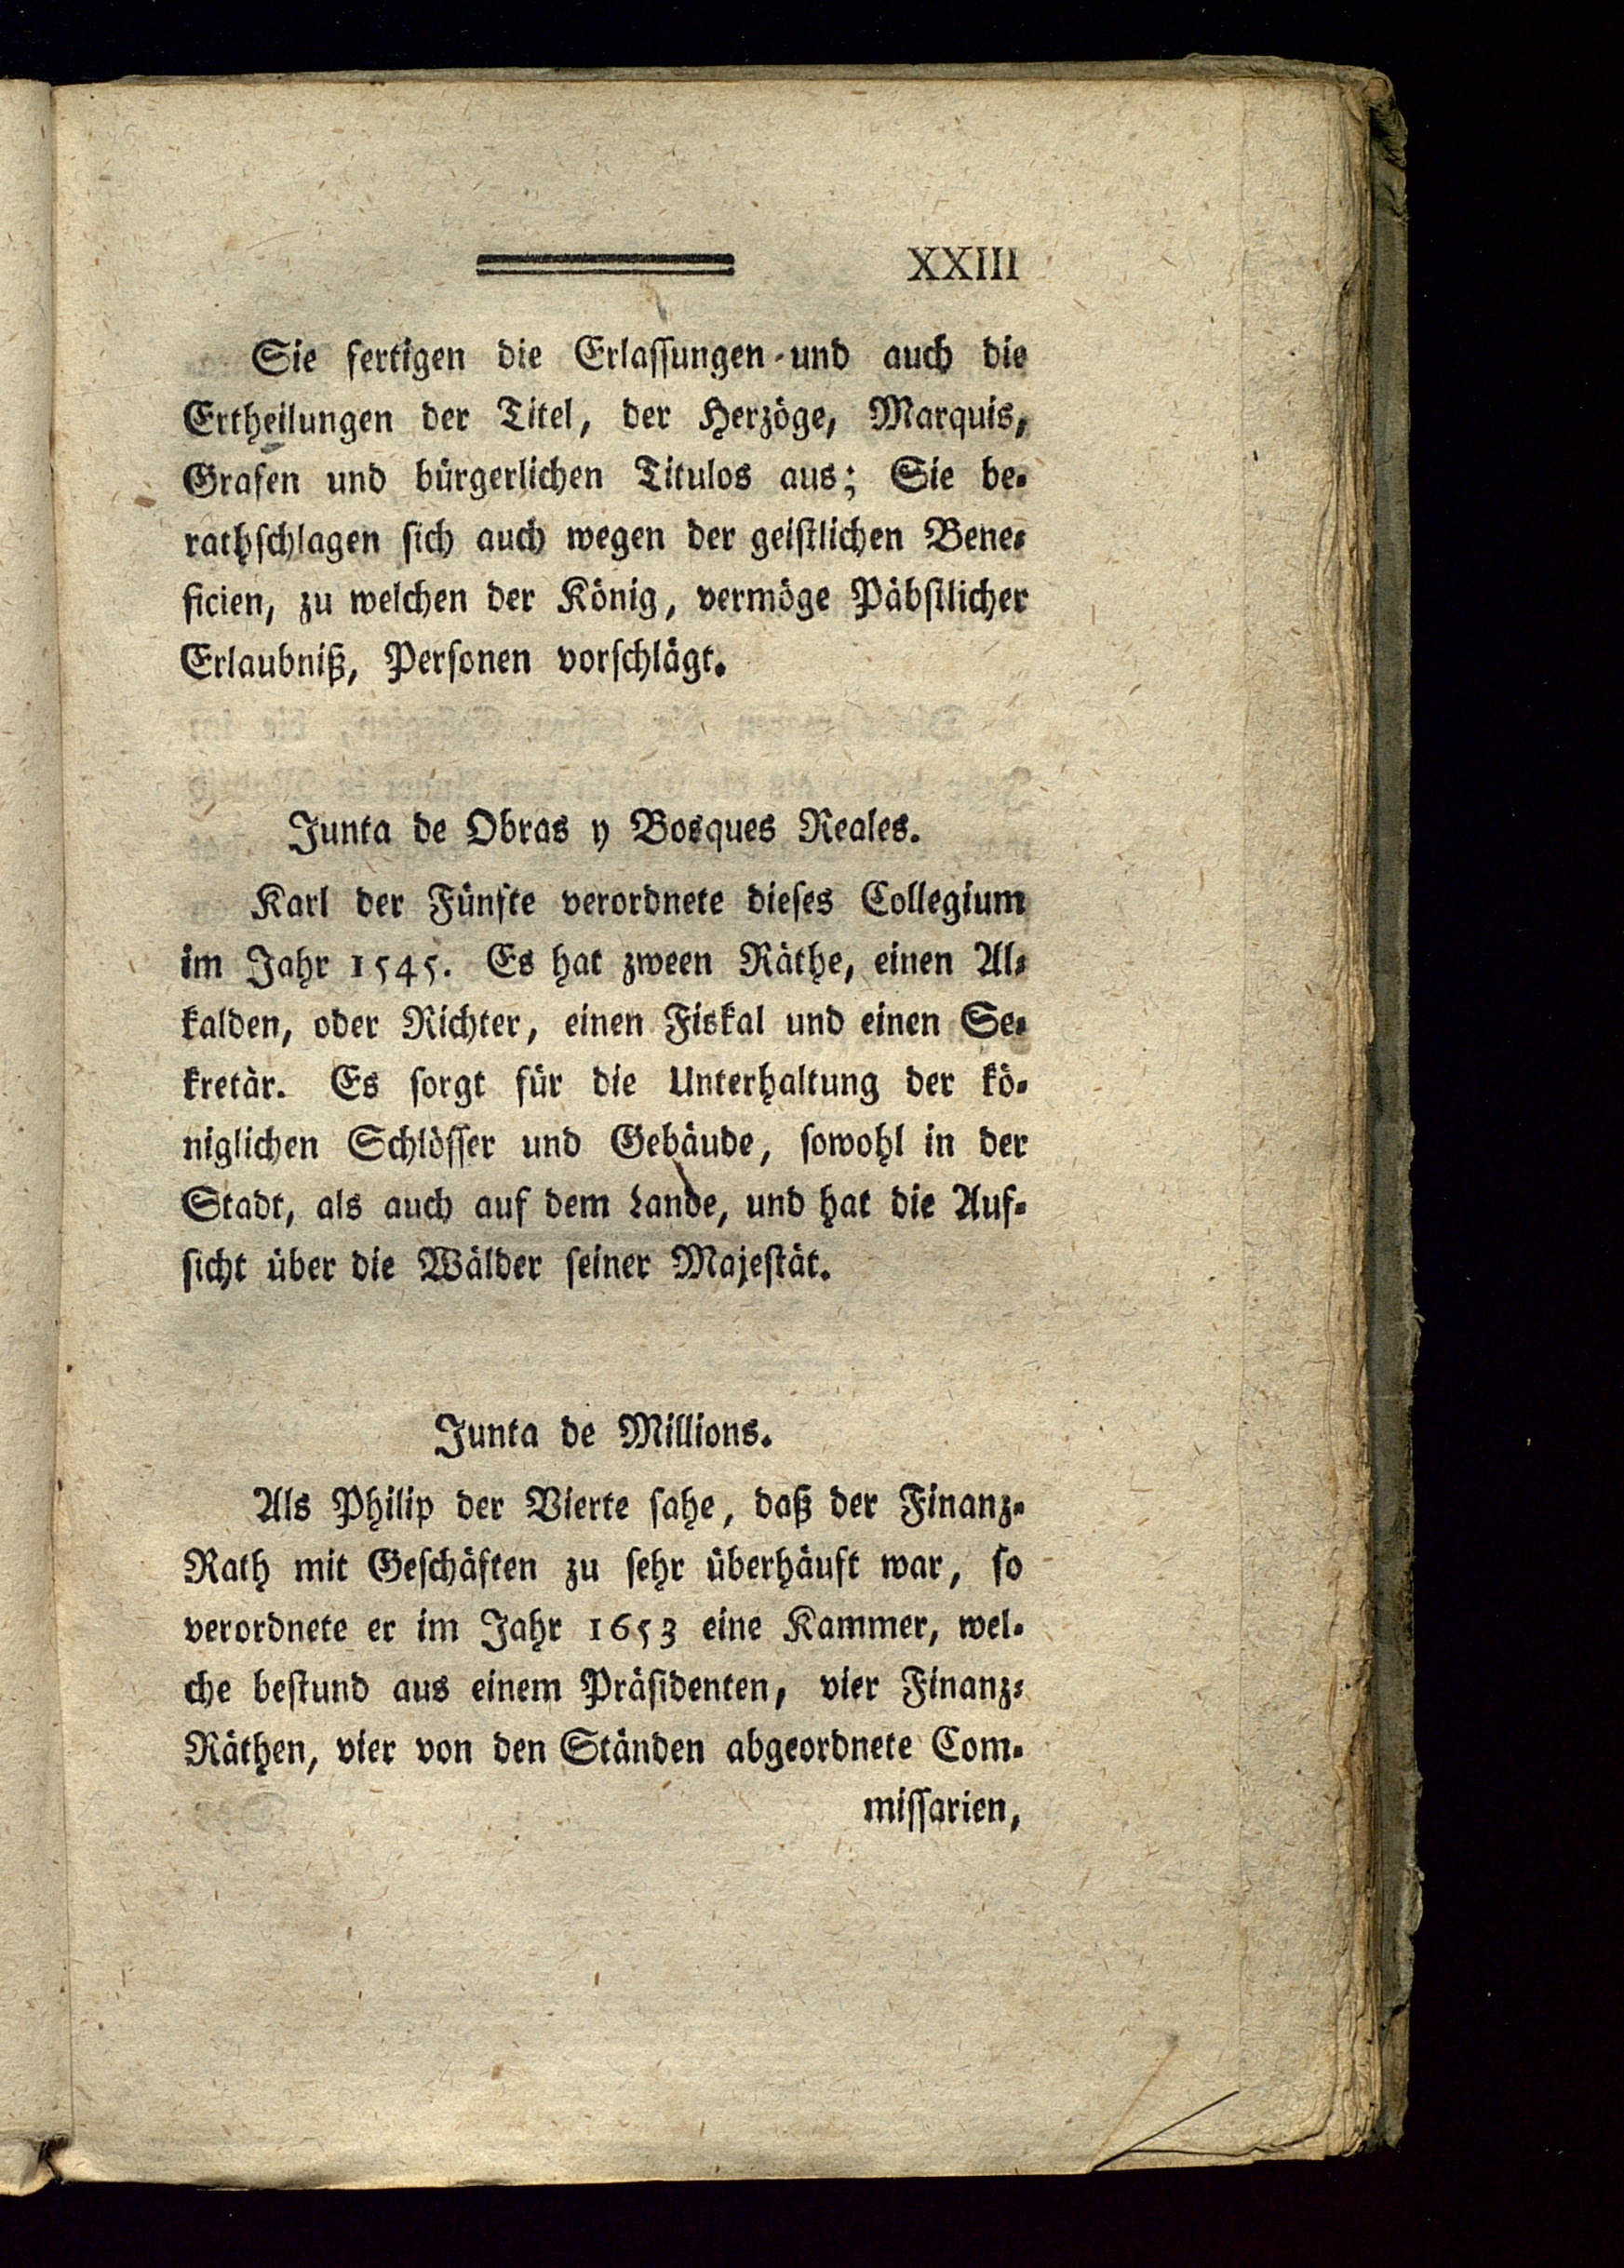 XXIII
Sie fertigen die Erlassungen und auch die
Ertheilungen der Titel, der Herzöge, Marquis,
Grafen und bürgerlichen Titulos aus; Sie be-
rathschlagen sich auch wegen der geistlichen Bene-
ficien, zu welchen der König, vermöge Päbstlicher
Erlaubniß, Personen vorschlägt.
Junta de Obras y Bosques Reales.
Karl der Fünfte verordnete dieses Collegium
im Jahr 1545. Es hat zween Räthe, einen Al-
kalden, oder Richter, einen Fiskal und einen Se-
kretär. Es sorgt für die Unterhaltung der kö-
niglichen Schlösser und Gebäude, sowohl in der
Stadt, als auch auf dem Lande, und hat die Auf-
sicht über die Wälder seiner Majestät.
Junta de Millions.
Als Philip der Vierte sahe, daß der Finanz-
Rath mit Geschäften zu sehr überhäuft war, so
verordnete er im Jahr 1653 eine Kammer, wel-
che bestund aus einem Präsidenten, vier Finanz-
Räthen, vier von den Ständen abgeordnete Com-
missarien,